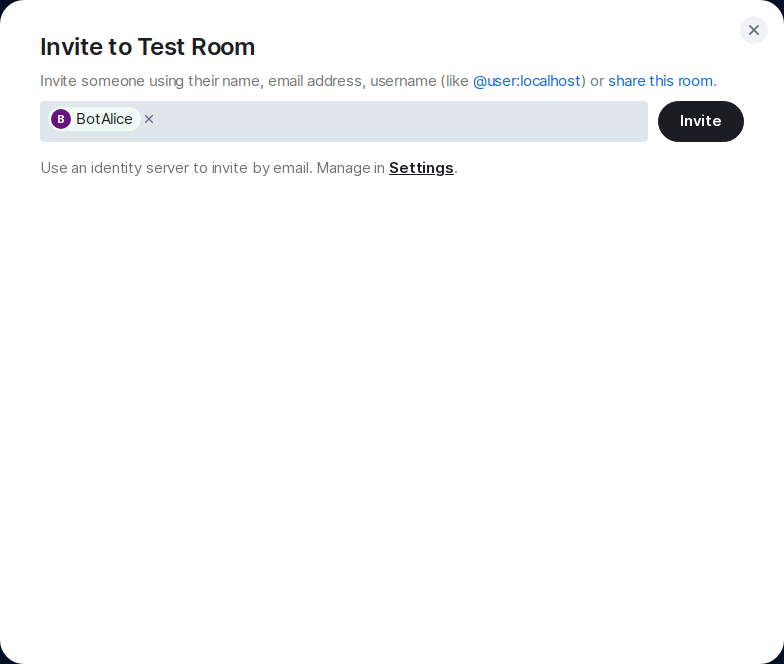 Invite to Test Room
Invite someone using their name, email address, username (like @user:localhost) or share this room.
B BotAlice
Invite
Use an identity server to invite by email. Manage in Settings.